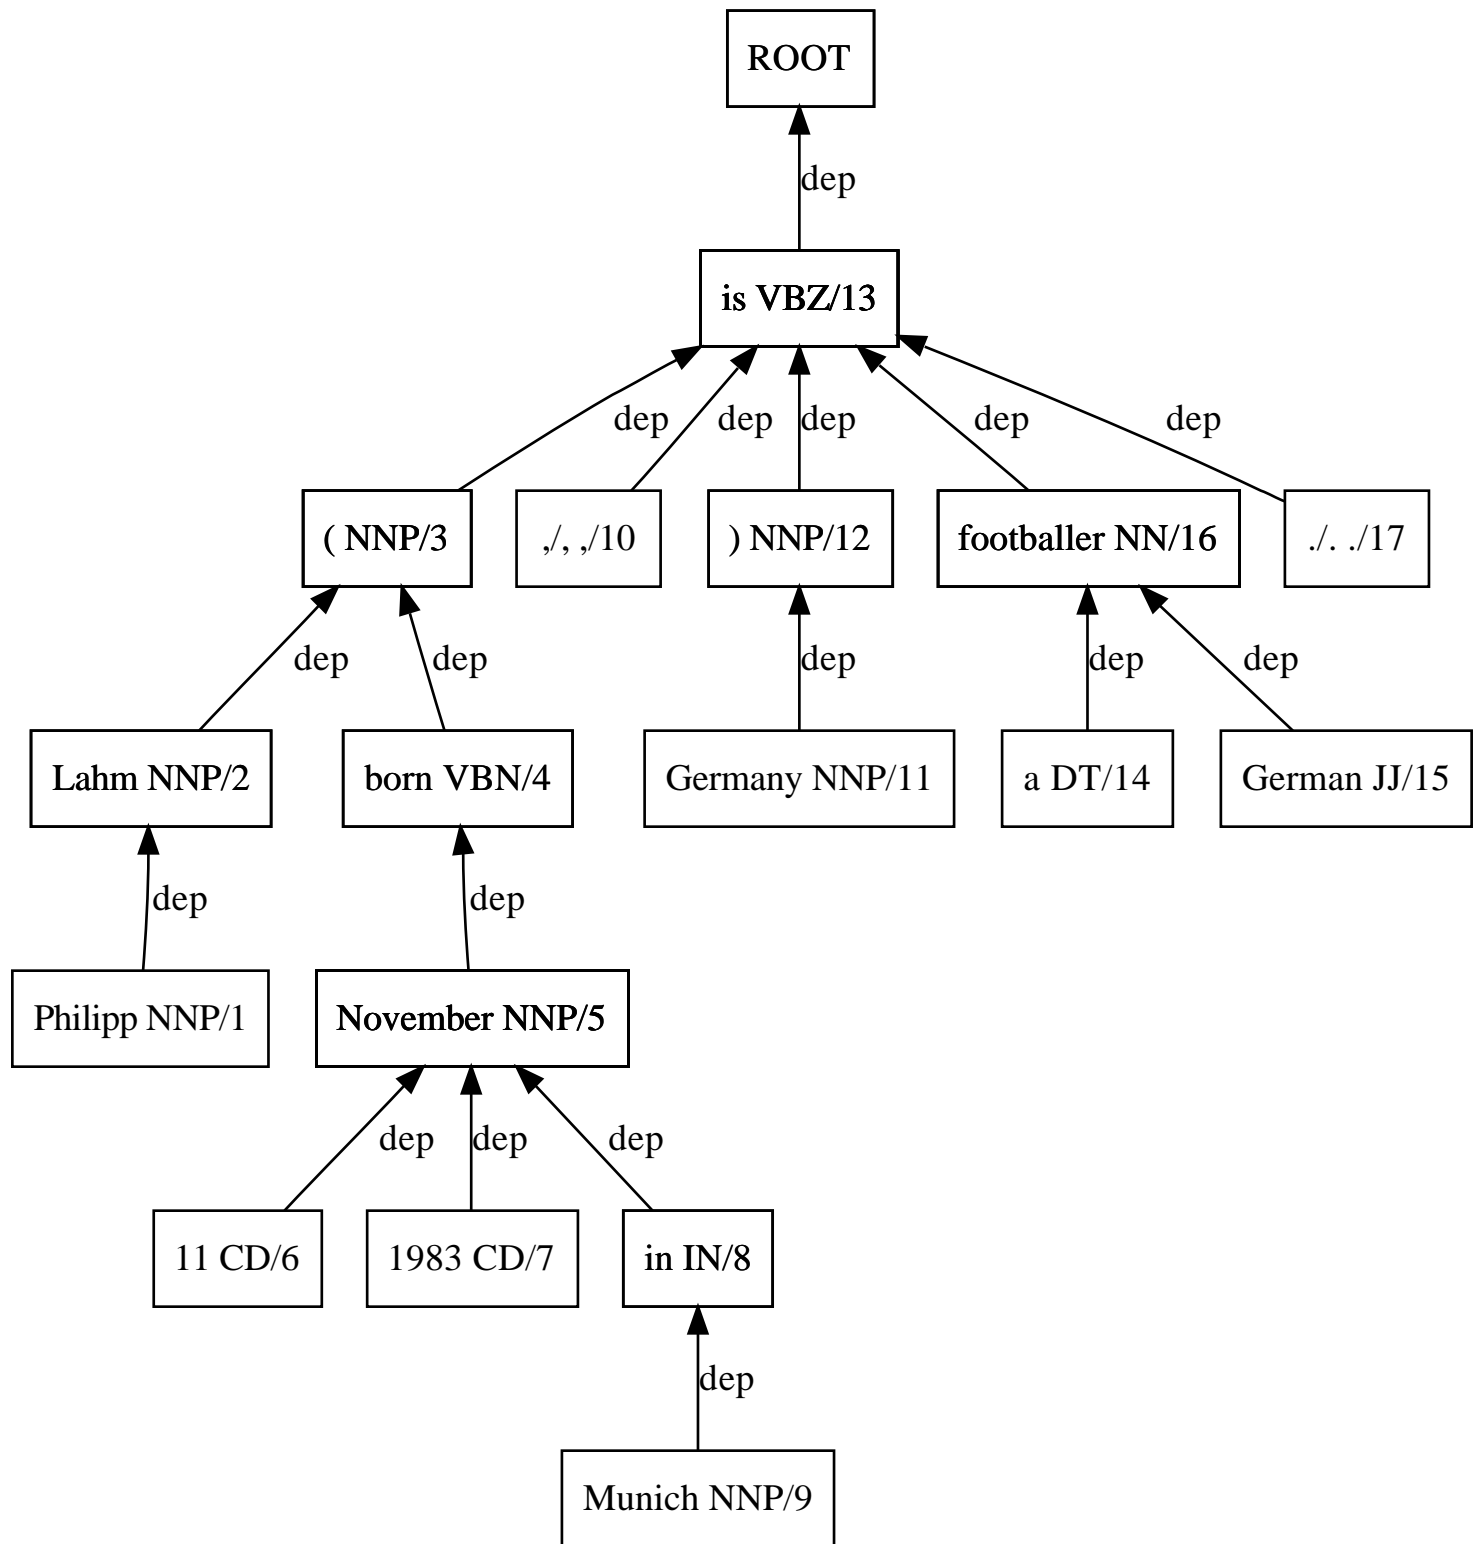 ROOT
dep
is VBZ/13
dep dep dep dep dep
( NNP/3 ,/, ,/10 ) NNP/12 footballer NN/16 ./. ./17
dep dep dep dep dep
Lahm NNP/2 born VBN/4 Germany NNP/11 a DT/14 German JJ/15
dep dep
Philipp NNP/1 November NNP/5
dep dep dep
11 CD/6 1983 CD/7 in IN/8
dep
Munich NNP/9